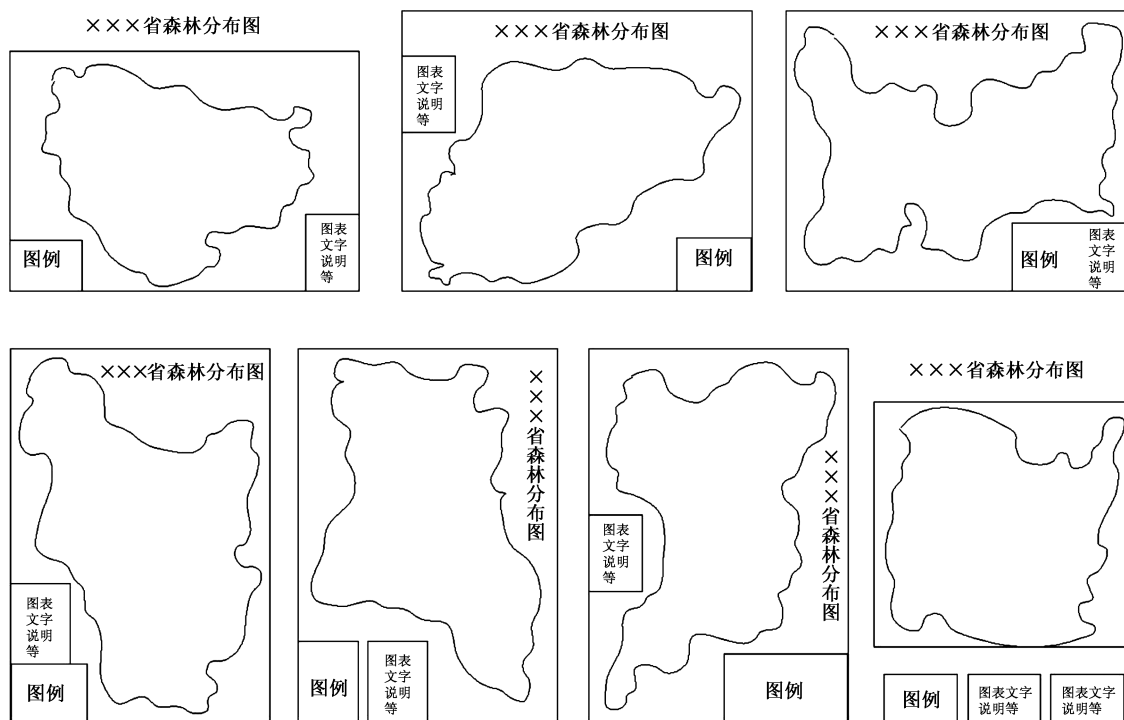 ×××省森林分布图
图例
图表
文字
说明
等
×××省森林分布图
图表
文字
说明
等
图例
×××省森林分布图
图例
图表
文字
说明
等
×××省森林分布图
图表
文字
说明
等
图例
×××省森林分布图
图例
图表
文字
说明
等
×××省森林分布图
图表
文字
说明
等
图例
×××省森林分布图
图例
图表文字
说明等
图表文字
说明等